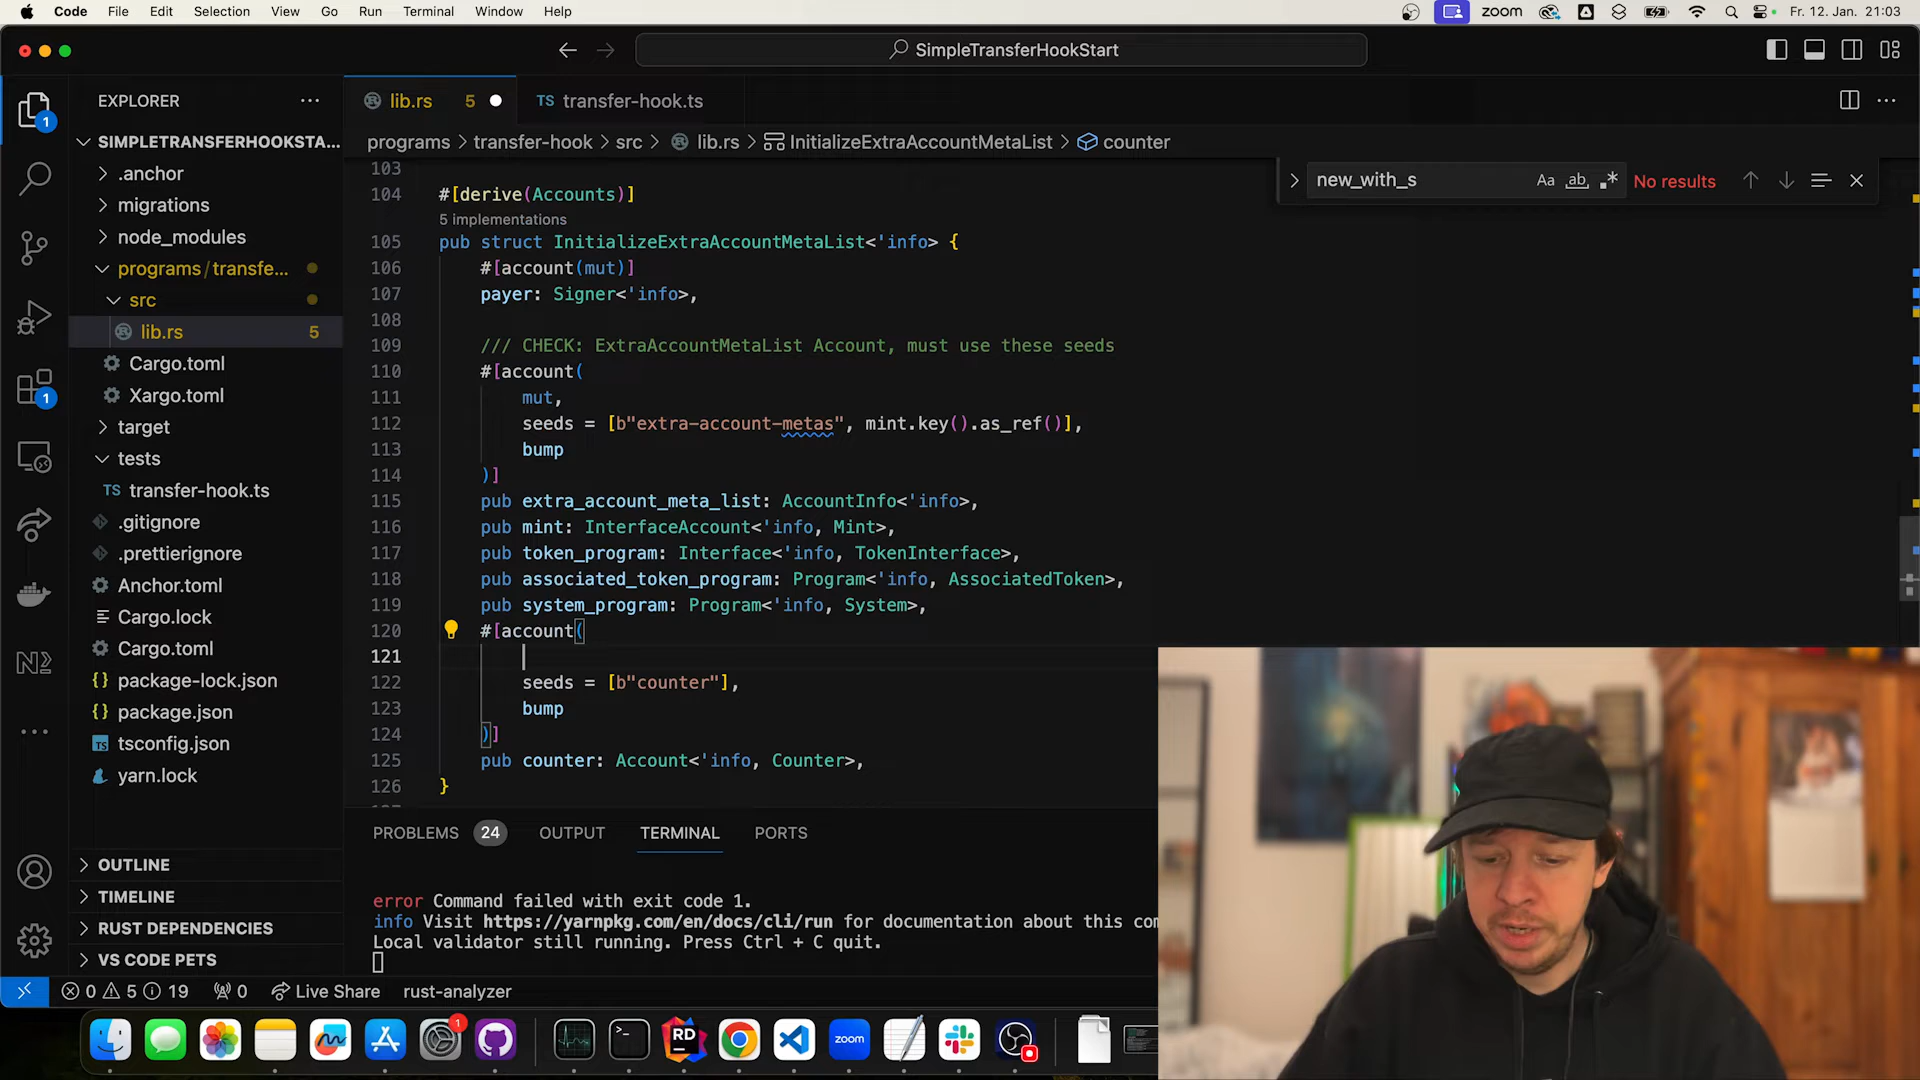 Code File Edit Selection View Go Run Terminal Window Help
zoom Fr. 12. Jan. 21:03
SimpleTransferHookStart
EXPLORER
SIMPLETRANSFERHOOKSTA...
.anchor
migrations
node_modules
programs/transfe...
src
lib.rs 5
Cargo.toml
Xargo.toml
target
tests
TS transfer-hook.ts
.gitignore
.prettierignore
Anchor.toml
Cargo.lock
Cargo.toml
package-lock.json
package.json
tsconfig.json
yarn.lock
OUTLINE
TIMELINE
RUST DEPENDENCIES
VS CODE PETS
1
1
lib.rs 5
TS transfer-hook.ts
programs > transfer-hook > src > lib.rs > InitializeExtraAccountMetaList > counter
new_with_s Aa ab No results
103
104 #[derive(Accounts)]
5 implementations
105 pub struct InitializeExtraAccountMetaList<'info> {
106 #[account(mut)]
107 payer: Signer<'info>,
108
109 /// CHECK: ExtraAccountMetaList Account, must use these seeds
110 #[account(
111 mut,
112 seeds = [b"extra-account-metas", mint.key().as_ref()],
113 bump
114 )]
115 pub extra_account_meta_list: AccountInfo<'info>,
116 pub mint: InterfaceAccount<'info, Mint>,
117 pub token_program: Interface<'info, TokenInterface>,
118 pub associated_token_program: Program<'info, AssociatedToken>,
119 pub system_program: Program<'info, System>,
120 #[account(
121
122 seeds = [b"counter"],
123 bump
124 )]
125 pub counter: Account<'info, Counter>,
126 }
PROBLEMS 24 OUTPUT TERMINAL PORTS
error Command failed with exit code 1.
info Visit https://yarnpkg.com/en/docs/cli/run for documentation about this com
Local validator still running. Press Ctrl + C quit.
0 5 19 0 Live Share rust-analyzer
1
RD
zoom